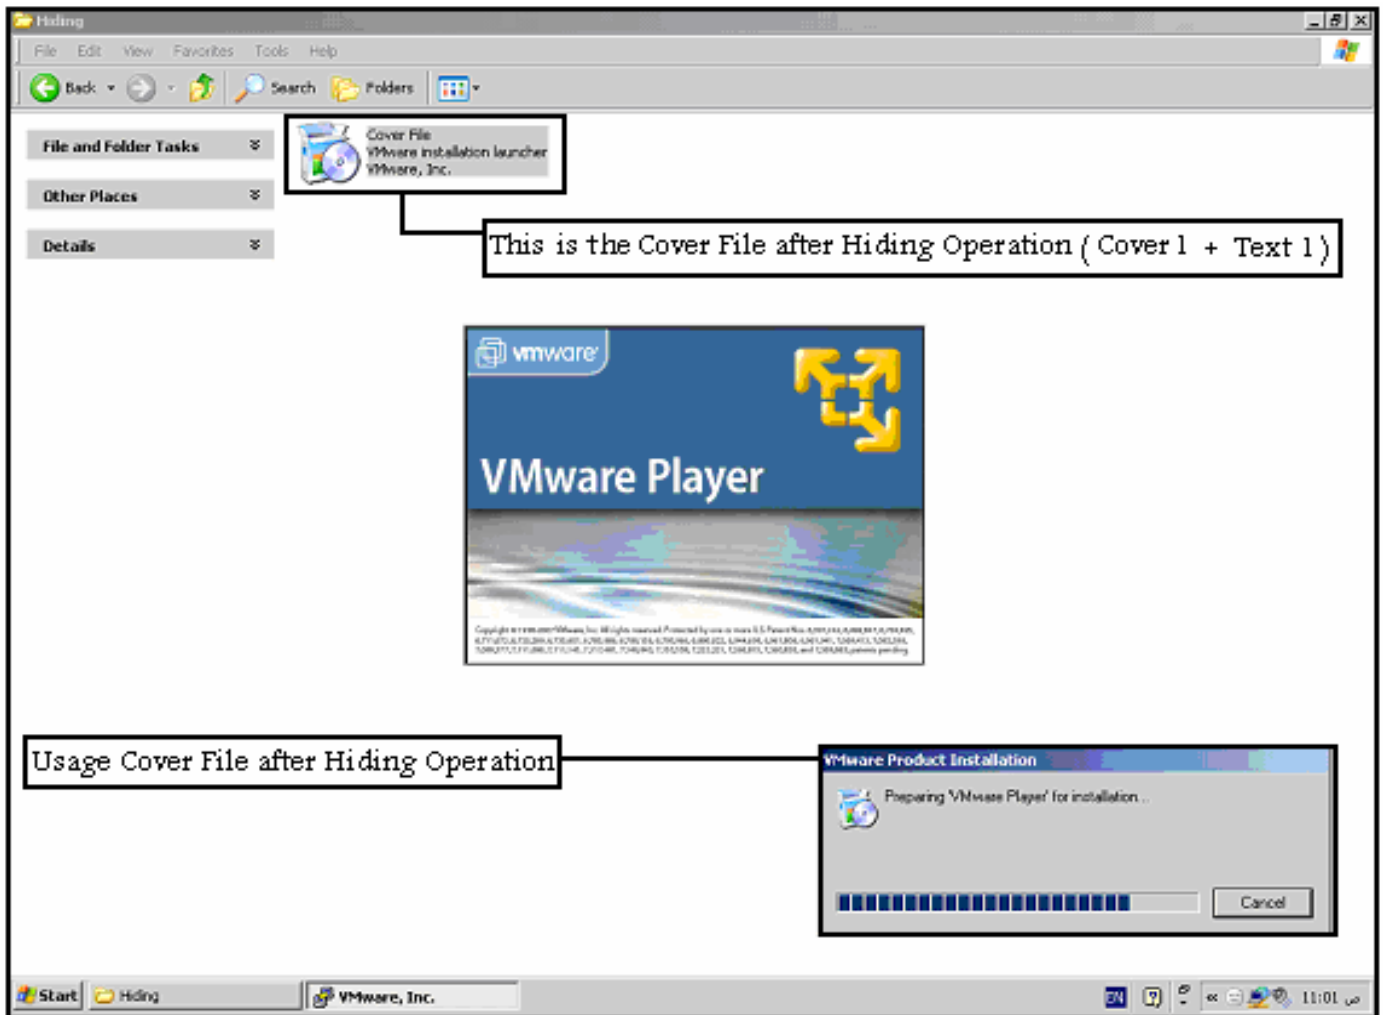 Hiding
File Edit View Favorites Tools Help
Back Search Folders
File and Folder Tasks
Other Places
Details
Cover File
VMware installation launcher
VMware, Inc.
This is the Cover File after Hiding Operation ( Cover 1 + Text 1 )
vmware
VMware Player
Usage Cover File after Hiding Operation
VMware Product Installation
Preparing 'VMware Player' for installation...
Cancel
Start Hiding VMware, Inc. EN 11:01 ص